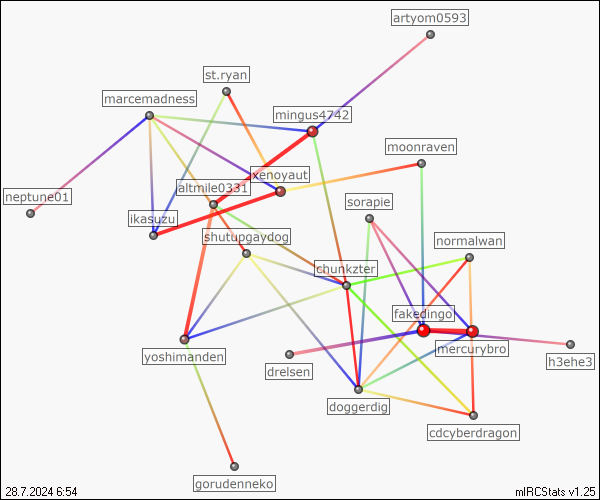 artyom0593
st.ryan
marcemadness
mingus4742
moonraven
xenoyaut
altmile0331
neptune01
sorapie
ikasuzu
shutupgaydog
normalwan
chunkzter
fakedingo
mercurybro
yoshimanden
h3ehe3
drelsen
doggerdig
cdcyberdragon
gorudenneko
28.7.2024 6:54
mIRCStats v1.25